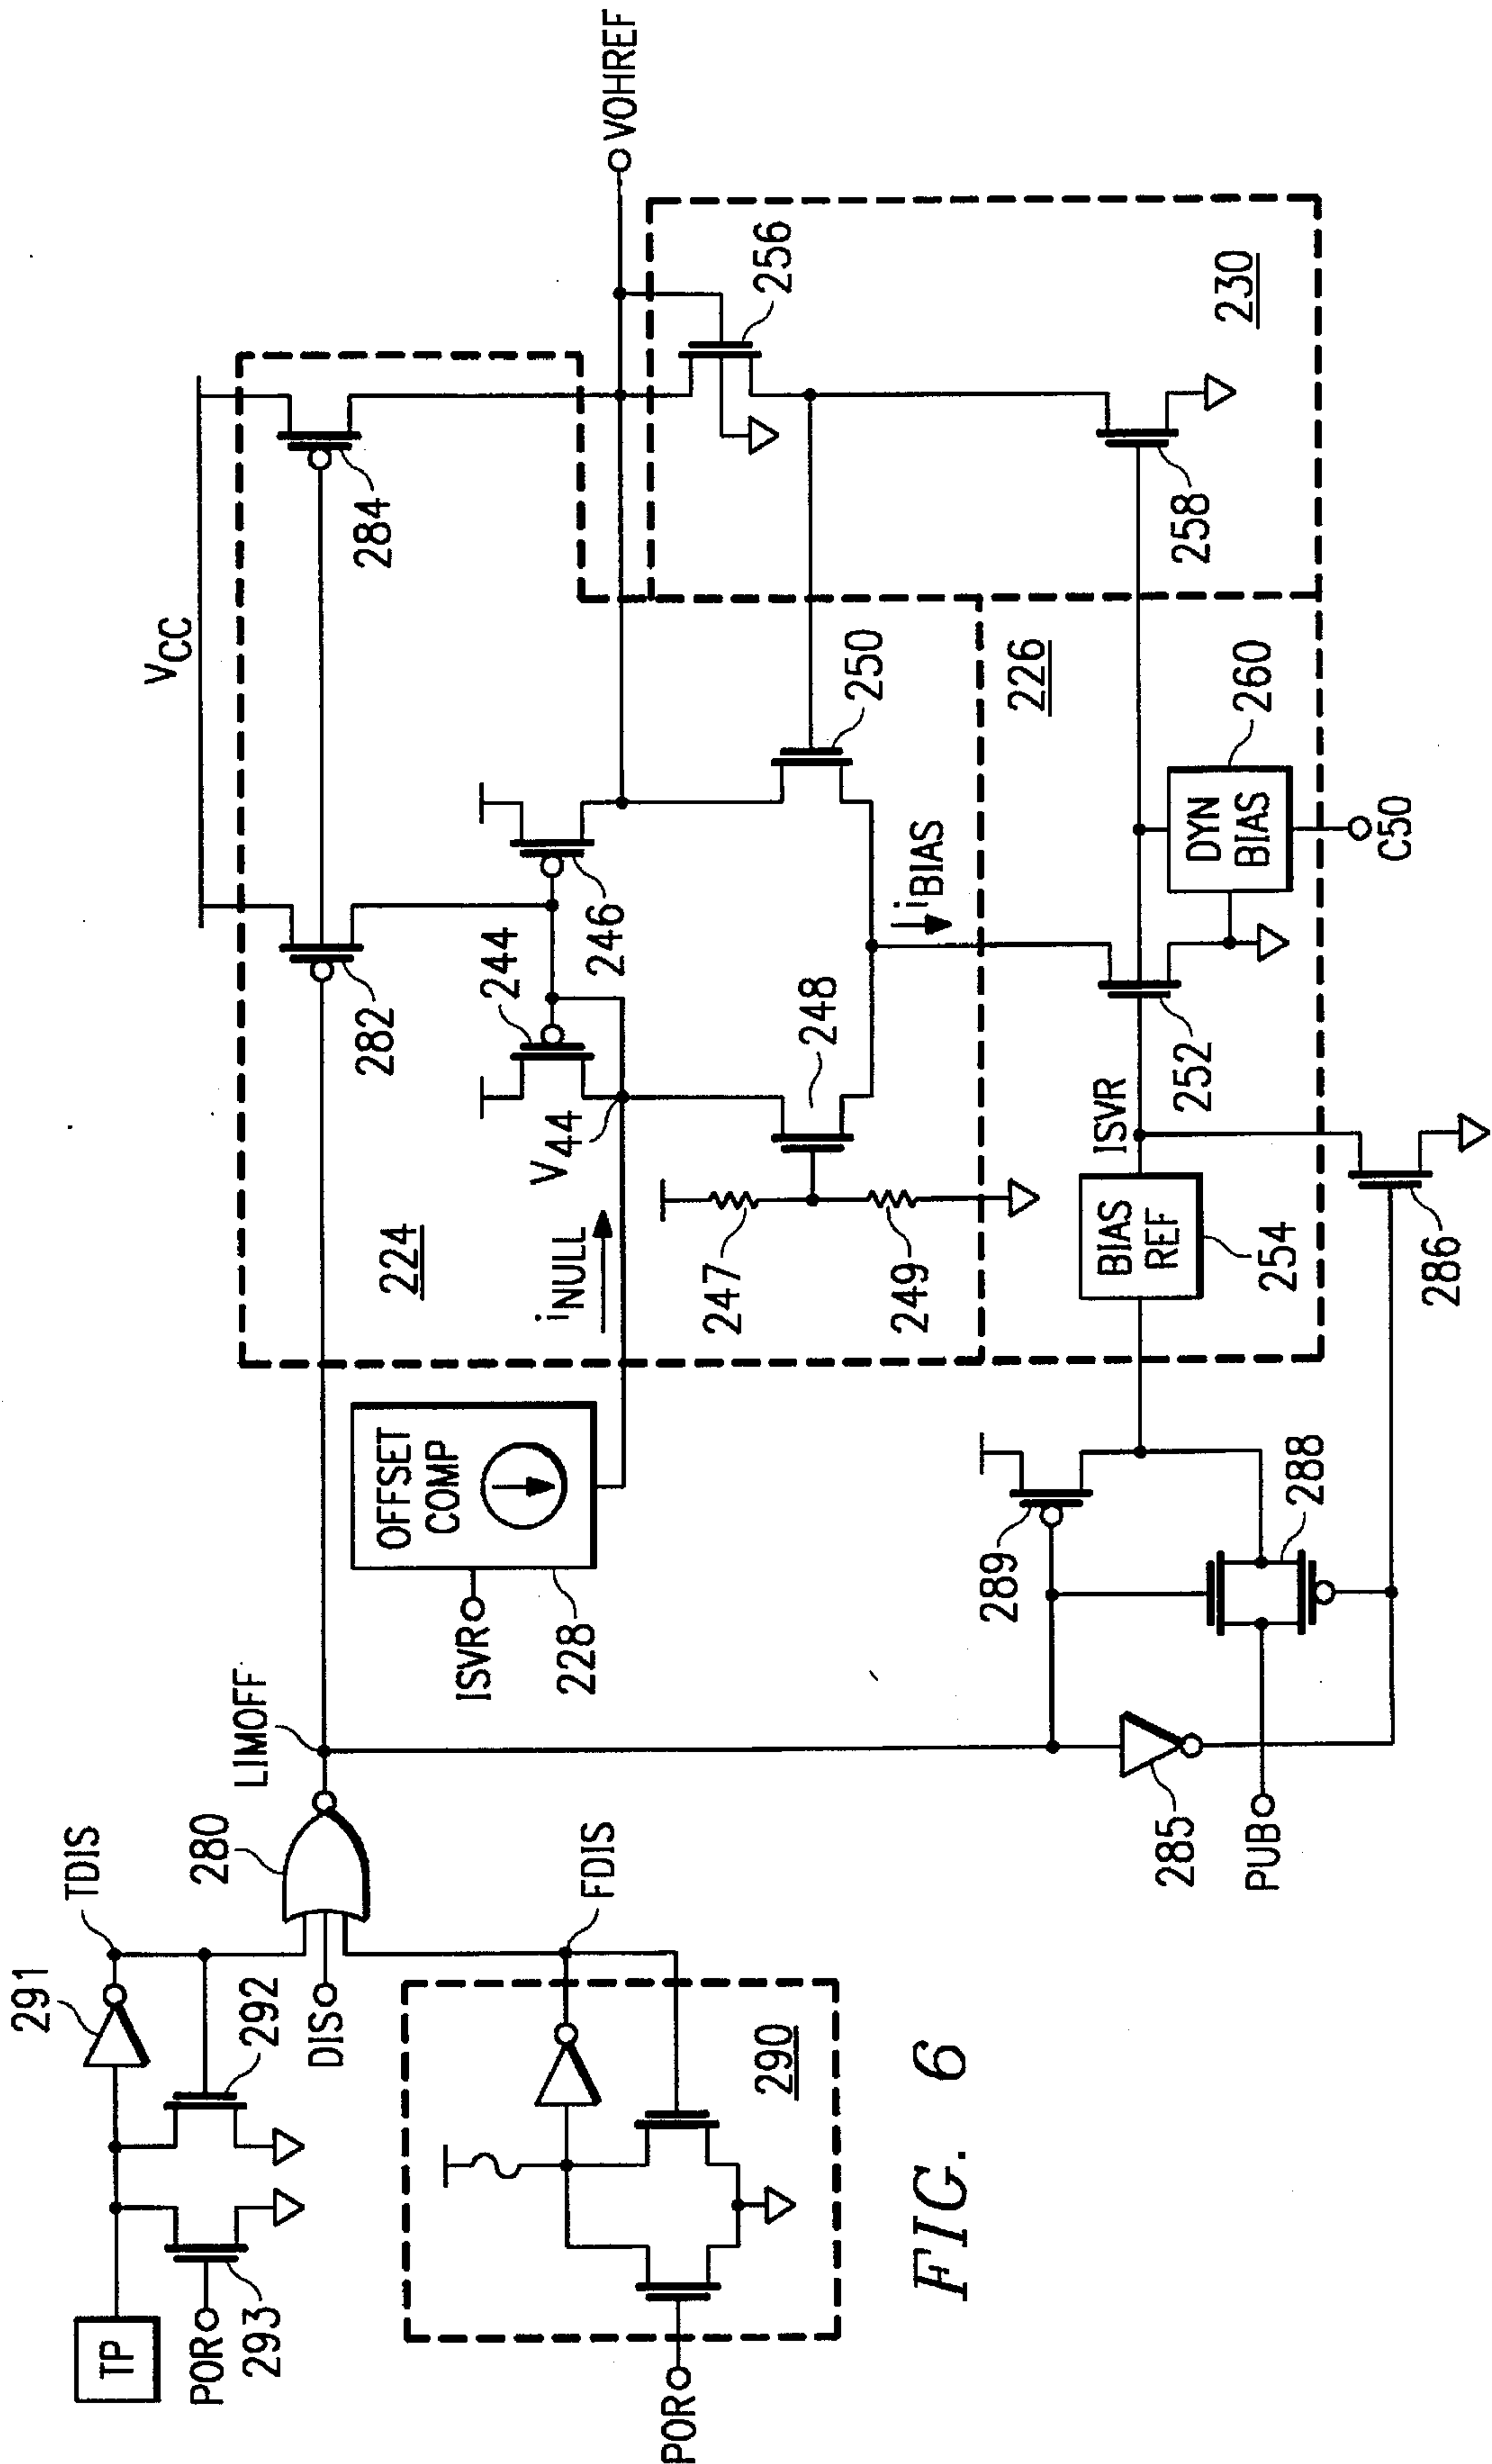 TP
POR
293
292
291
TDIS
280
LIMOFF
DIS
FDIS
POR
290
ISVR
228
OFFSET
COMP
iNULL
224
VCC
282
284
244
246
V44
247
248
249
250
iBIAS
226
VOHREF
256
230
258
PUB
285
289
288
286
BIAS
REF
254
ISVR
252
DYN
BIAS
260
C50
FIG. 6